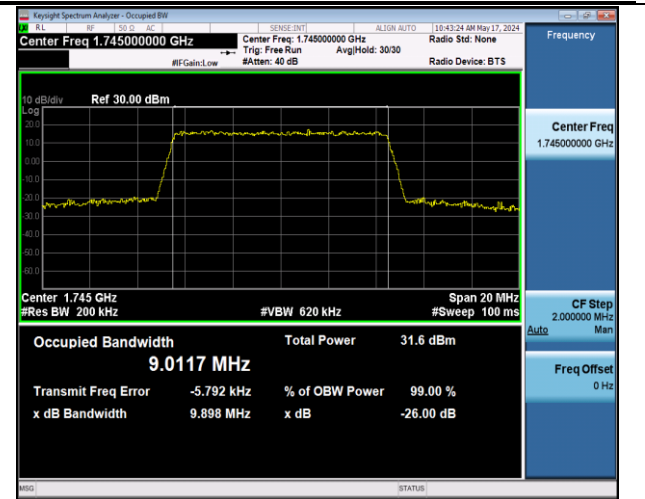 Keysight Spectrum Analyzer - Occupied BW
RL RF 50 Ω AC SENSE:INT ALIGN AUTO 10:43:24 AM May 17, 2024
Center Freq 1.745000000 GHz Center Freq: 1.745000000 GHz Radio Std: None Frequency
Trig: Free Run Avg|Hold: 30/30
#IFGain:Low #Atten: 40 dB Radio Device: BTS
10 dB/div Ref 30.00 dBm
Log
20.0
10.0
0.00
-10.0
-20.0
-30.0
-40.0
-50.0
-60.0
Center Freq
1.745000000 GHz
Center 1.745 GHz Span 20 MHz
#Res BW 200 kHz #VBW 620 kHz #Sweep 100 ms
CF Step
2.000000 MHz
Auto Man
Occupied Bandwidth Total Power 31.6 dBm
9.0117 MHz
Transmit Freq Error -5.792 kHz % of OBW Power 99.00 %
x dB Bandwidth 9.898 MHz x dB -26.00 dB
Freq Offset
0 Hz
MSG STATUS